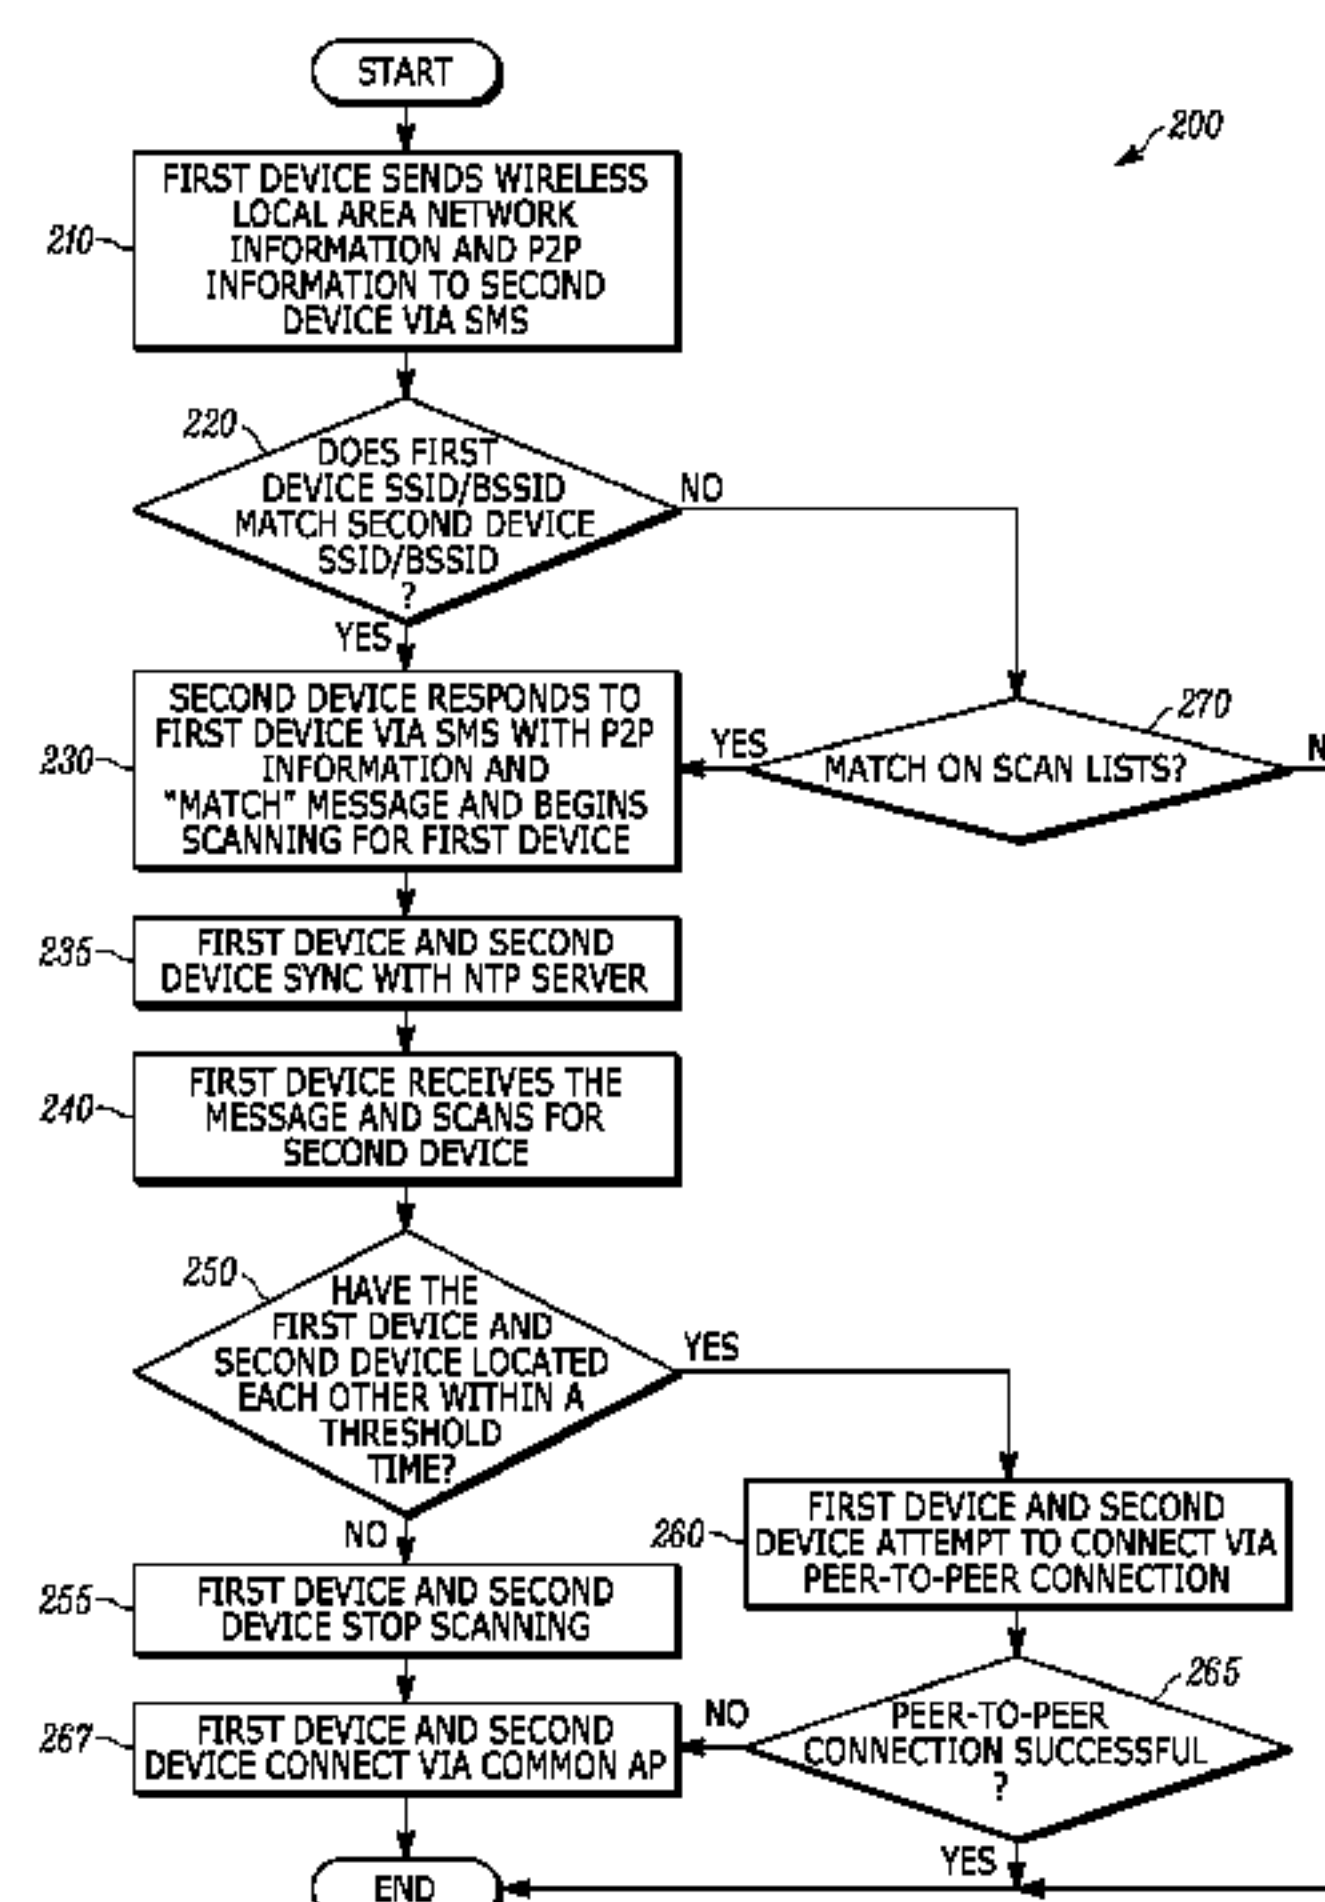 START
200
FIRST DEVICE SENDS WIRELESS
LOCAL AREA NETWORK
INFORMATION AND P2P
INFORMATION TO SECOND
DEVICE VIA SMS
210
220
DOES FIRST
DEVICE SSID/BSSID
MATCH SECOND DEVICE
SSID/BSSID
?
NO
YES
270
MATCH ON SCAN LISTS?
YES
N
SECOND DEVICE RESPONDS TO
FIRST DEVICE VIA SMS WITH P2P
INFORMATION AND
"MATCH" MESSAGE AND BEGINS
SCANNING FOR FIRST DEVICE
230
235
FIRST DEVICE AND SECOND
DEVICE SYNC WITH NTP SERVER
240
FIRST DEVICE RECEIVES THE
MESSAGE AND SCANS FOR
SECOND DEVICE
250
HAVE THE
FIRST DEVICE AND
SECOND DEVICE LOCATED
EACH OTHER WITHIN A
THRESHOLD
TIME?
YES
NO
260
FIRST DEVICE AND SECOND
DEVICE ATTEMPT TO CONNECT VIA
PEER-TO-PEER CONNECTION
255
FIRST DEVICE AND SECOND
DEVICE STOP SCANNING
265
PEER-TO-PEER
CONNECTION SUCCESSFUL
?
NO
YES
267
FIRST DEVICE AND SECOND
DEVICE CONNECT VIA COMMON AP
END